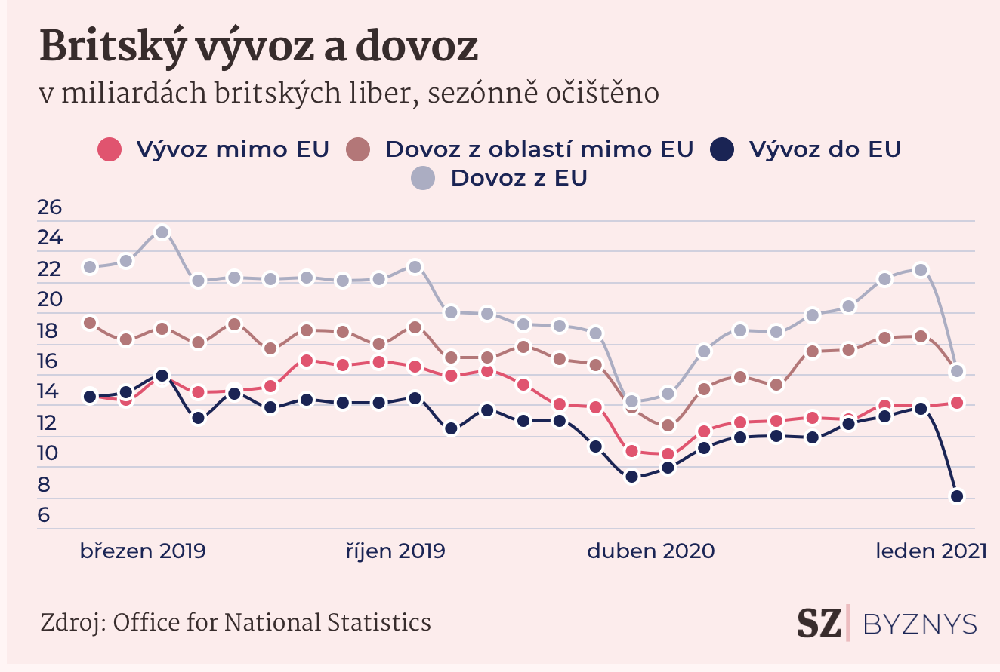 Britský vývoz a dovoz
v miliardách britských liber, sezónně očištěno
Vývoz mimo EU Dovoz z oblastí mimo EU Vývoz do EU
Dovoz z EU
26
24
22
20
18
16
14
12
10
8
6
březen 2019 říjen 2019 duben 2020 leden 2021
Zdroj: Office for National Statistics
SZ BYZNYS